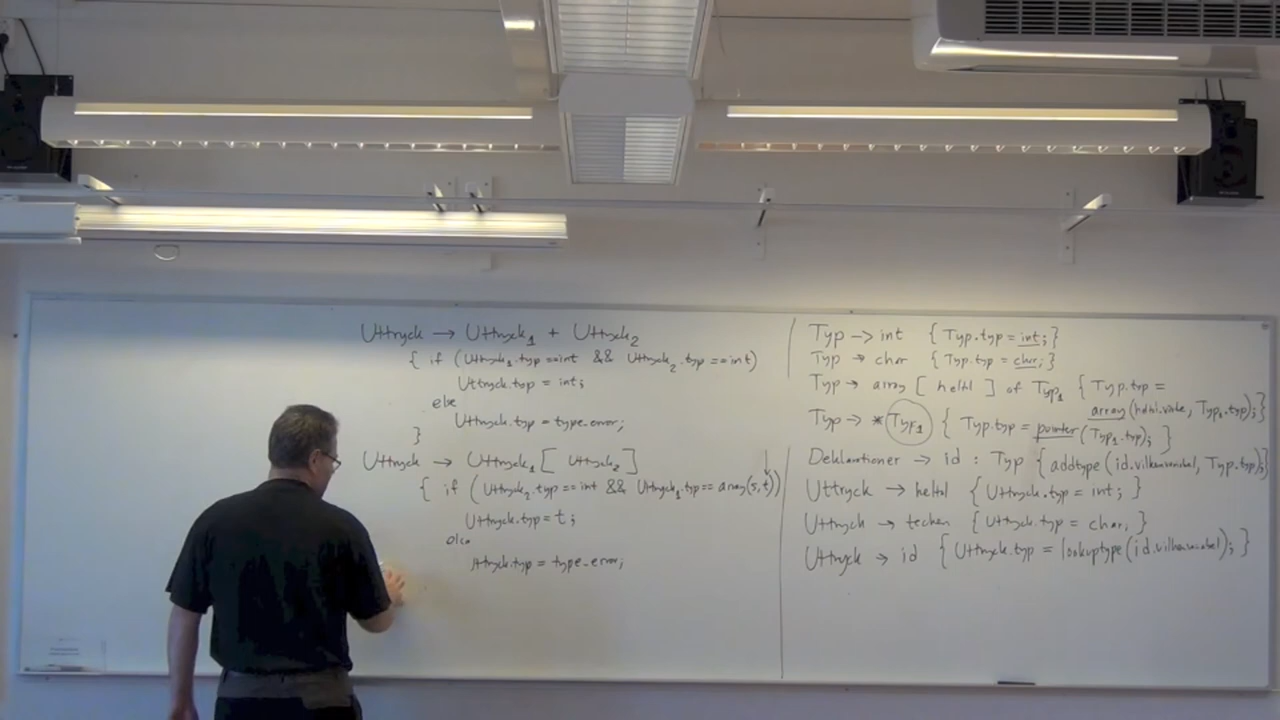 Uttryck → Uttryck₁ + Uttryck₂
{ if (Uttryck₁.typ == int && Uttryck₂.typ == int)
Uttryck.typ = int;
else
Uttryck.typ = type_error;
}
Uttryck → Uttryck₁ [ Uttryck₂ ]
{ if (Uttryck₂.typ == int && Uttryck₁.typ == array(s,t))
Uttryck.typ = t;
else
Uttryck.typ = type_error;
Typ → int { Typ.typ = int; }
Typ → char { Typ.typ = char; }
Typ → array [ heltal ] of Typ₁ { Typ.typ =
array(heltal.värde, Typ₁.typ); }
Typ → *Typ₁ { Typ.typ = pointer(Typ₁.typ); }
Deklarationer → id : Typ { addtype(id.vilkenvariabel, Typ.typ); }
Uttryck → heltal { Uttryck.typ = int; }
Uttryck → tecken { Uttryck.typ = char; }
Uttryck → id { Uttryck.typ = lookuptype(id.vilkenvariabel); }